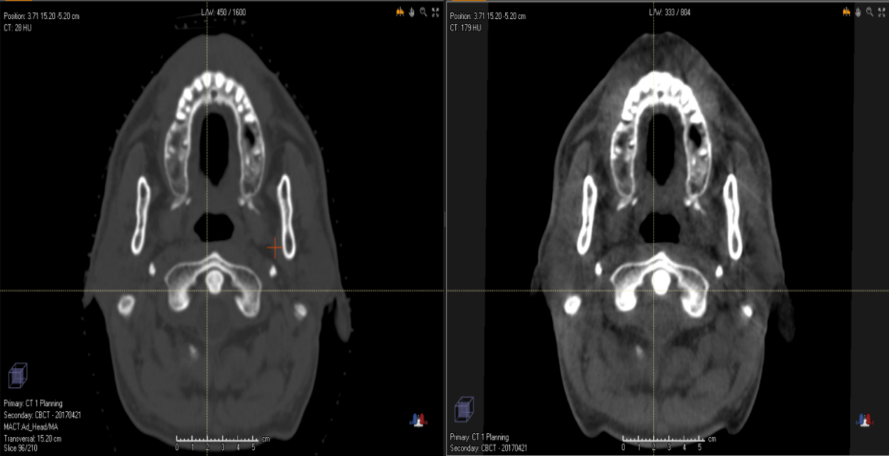 Position: 3.71 15.20 -5.20 cm
CT: 28 HU
L/W: 450 / 1600
Primary: CT 1 Planning
Secondary: CBCT - 20170421
MACT:Ad_Head/MA
Transversal: 15.20 cm
Slice 96/210
0 1 2 3 4 5 cm
Position: 3.71 15.20 -5.20 cm
CT: 179 HU
L/W: 333 / 804
Primary: CT 1 Planning
Secondary: CBCT - 20170421
0 1 2 3 4 5 cm